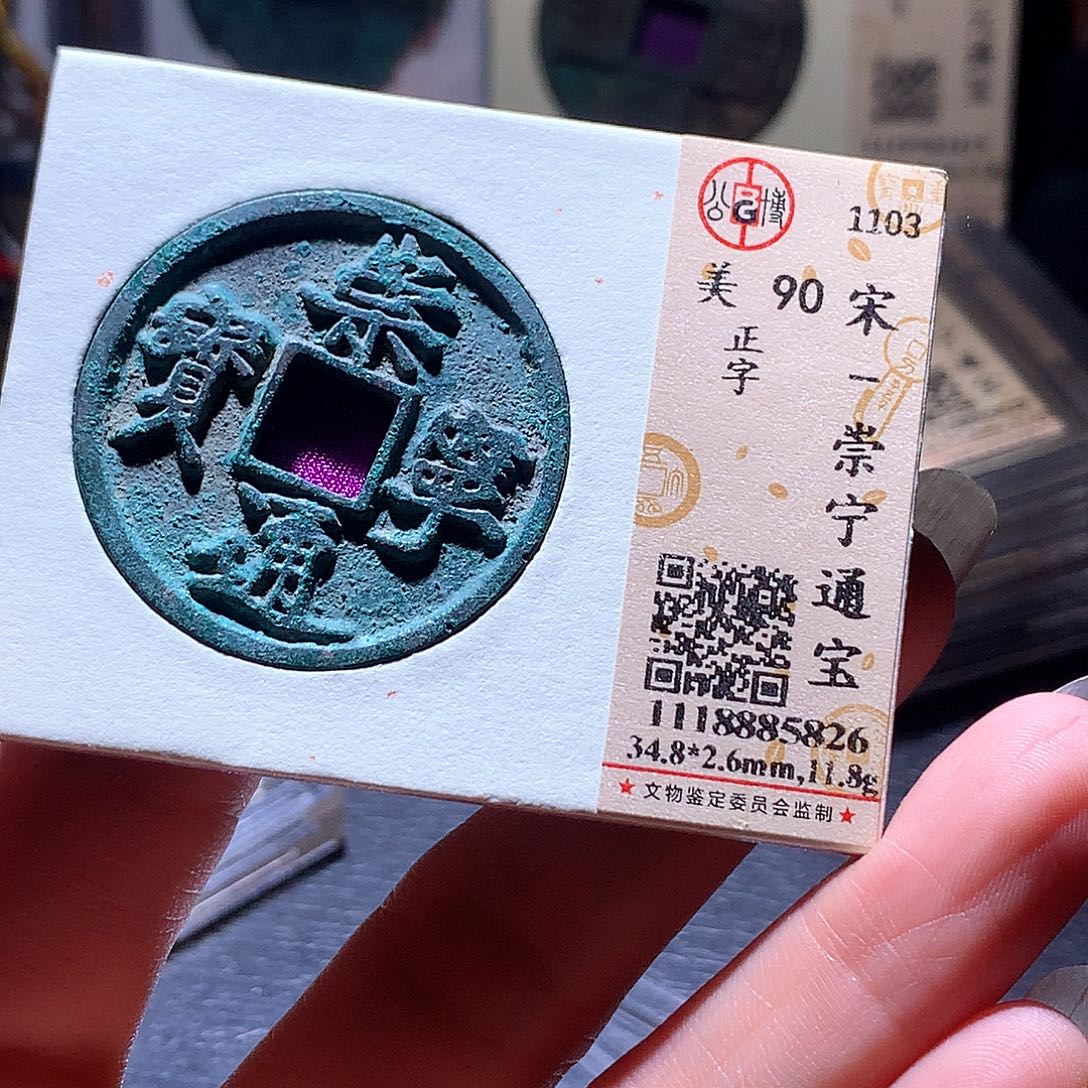 崇
寧
通
寶
公博
1103
美 90
正字
宋一崇宁通宝
1118885826
34.8*2.6mm,11.8g
★ 文物鉴定委员会监制 ★